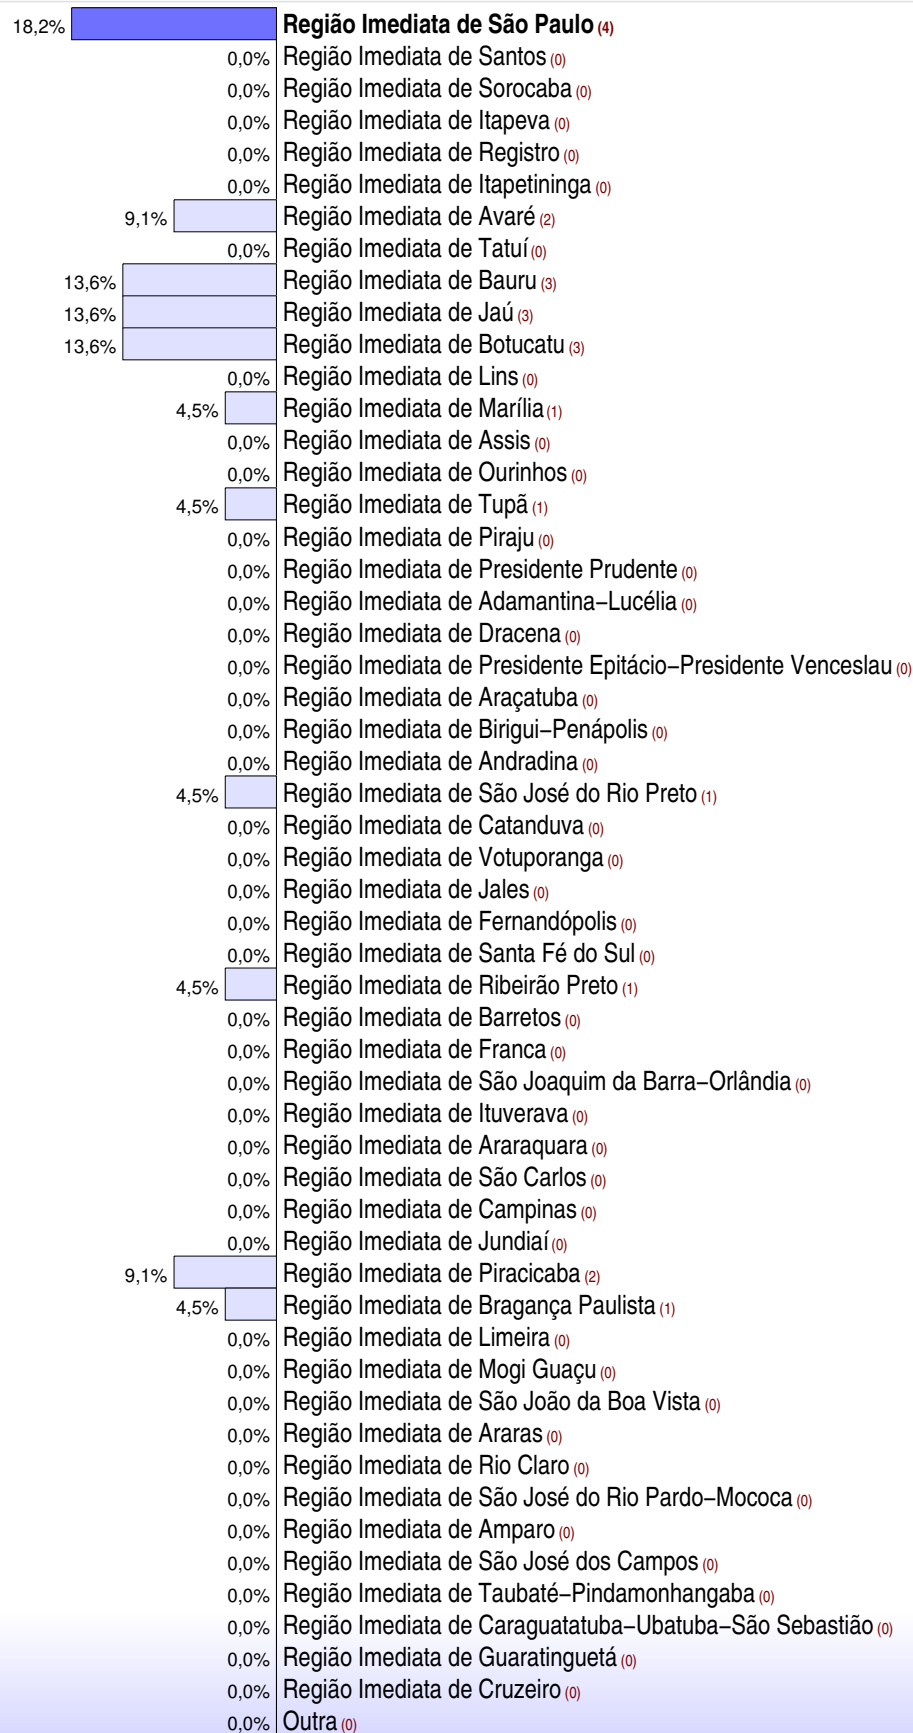 18,2% Região Imediata de São Paulo (4)
0,0% Região Imediata de Santos (0)
0,0% Região Imediata de Sorocaba (0)
0,0% Região Imediata de Itapeva (0)
0,0% Região Imediata de Registro (0)
0,0% Região Imediata de Itapetininga (0)
9,1% Região Imediata de Avaré (2)
0,0% Região Imediata de Tatuí (0)
13,6% Região Imediata de Bauru (3)
13,6% Região Imediata de Jaú (3)
13,6% Região Imediata de Botucatu (3)
0,0% Região Imediata de Lins (0)
4,5% Região Imediata de Marília (1)
0,0% Região Imediata de Assis (0)
0,0% Região Imediata de Ourinhos (0)
4,5% Região Imediata de Tupã (1)
0,0% Região Imediata de Piraju (0)
0,0% Região Imediata de Presidente Prudente (0)
0,0% Região Imediata de Adamantina–Lucélia (0)
0,0% Região Imediata de Dracena (0)
0,0% Região Imediata de Presidente Epitácio–Presidente Venceslau (0)
0,0% Região Imediata de Araçatuba (0)
0,0% Região Imediata de Birigui–Penápolis (0)
0,0% Região Imediata de Andradina (0)
4,5% Região Imediata de São José do Rio Preto (1)
0,0% Região Imediata de Catanduva (0)
0,0% Região Imediata de Votuporanga (0)
0,0% Região Imediata de Jales (0)
0,0% Região Imediata de Fernandópolis (0)
0,0% Região Imediata de Santa Fé do Sul (0)
4,5% Região Imediata de Ribeirão Preto (1)
0,0% Região Imediata de Barretos (0)
0,0% Região Imediata de Franca (0)
0,0% Região Imediata de São Joaquim da Barra–Orlândia (0)
0,0% Região Imediata de Ituverava (0)
0,0% Região Imediata de Araraquara (0)
0,0% Região Imediata de São Carlos (0)
0,0% Região Imediata de Campinas (0)
0,0% Região Imediata de Jundiaí (0)
9,1% Região Imediata de Piracicaba (2)
4,5% Região Imediata de Bragança Paulista (1)
0,0% Região Imediata de Limeira (0)
0,0% Região Imediata de Mogi Guaçu (0)
0,0% Região Imediata de São João da Boa Vista (0)
0,0% Região Imediata de Araras (0)
0,0% Região Imediata de Rio Claro (0)
0,0% Região Imediata de São José do Rio Pardo–Mococa (0)
0,0% Região Imediata de Amparo (0)
0,0% Região Imediata de São José dos Campos (0)
0,0% Região Imediata de Taubaté–Pindamonhangaba (0)
0,0% Região Imediata de Caraguatatuba–Ubatuba–São Sebastião (0)
0,0% Região Imediata de Guaratinguetá (0)
0,0% Região Imediata de Cruzeiro (0)
0,0% Outra (0)